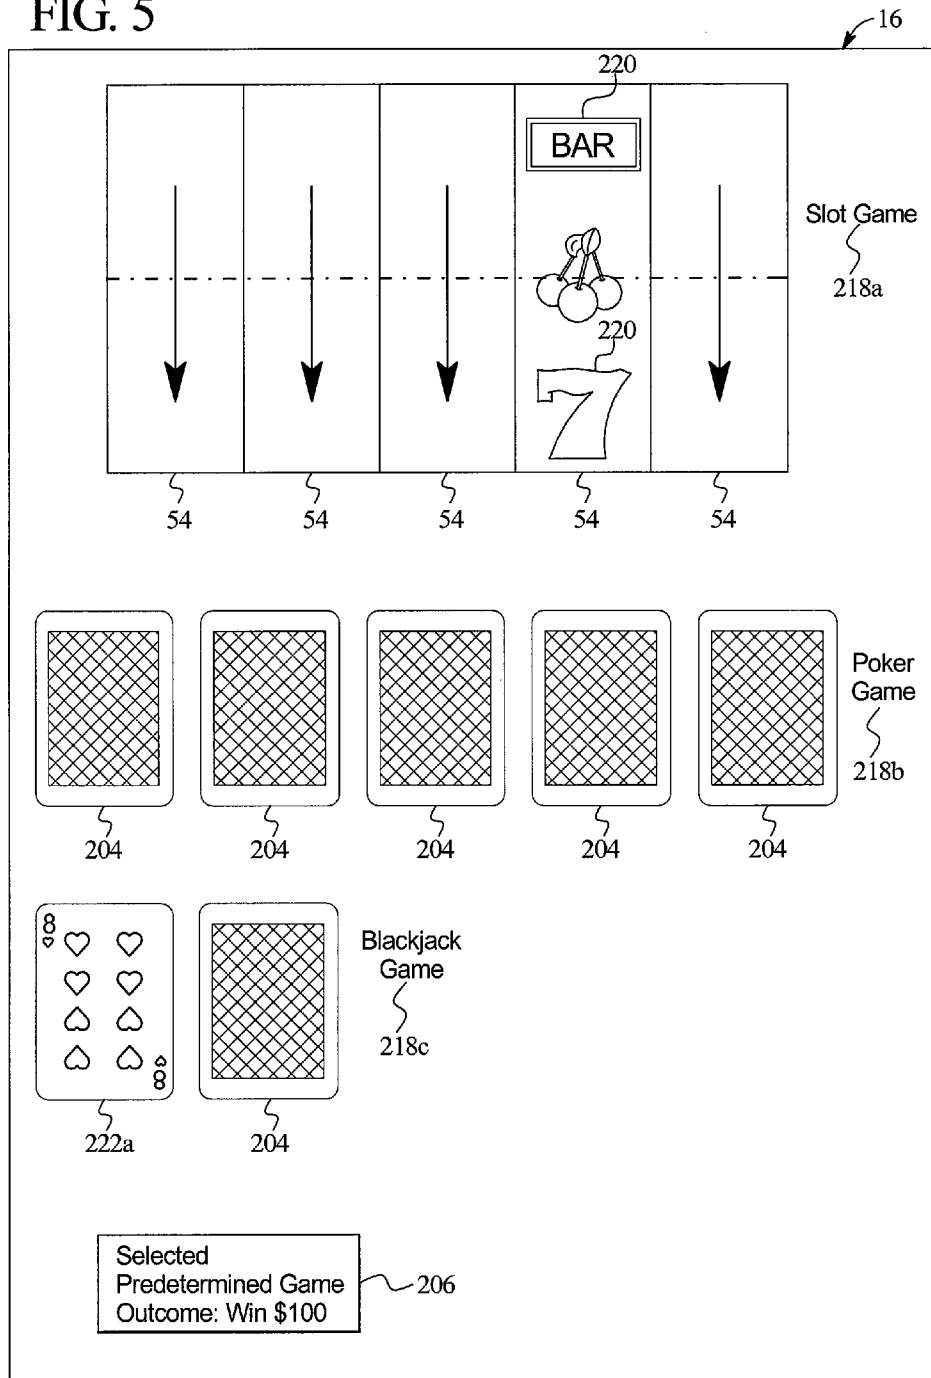 FIG. 5
16
220
BAR
Slot Game
218a
220
7
54 54 54 54 54
Poker
Game
218b
204 204 204 204 204
8
Blackjack
Game
218c
8
222a 204
Selected
Predetermined Game
Outcome: Win $100
206